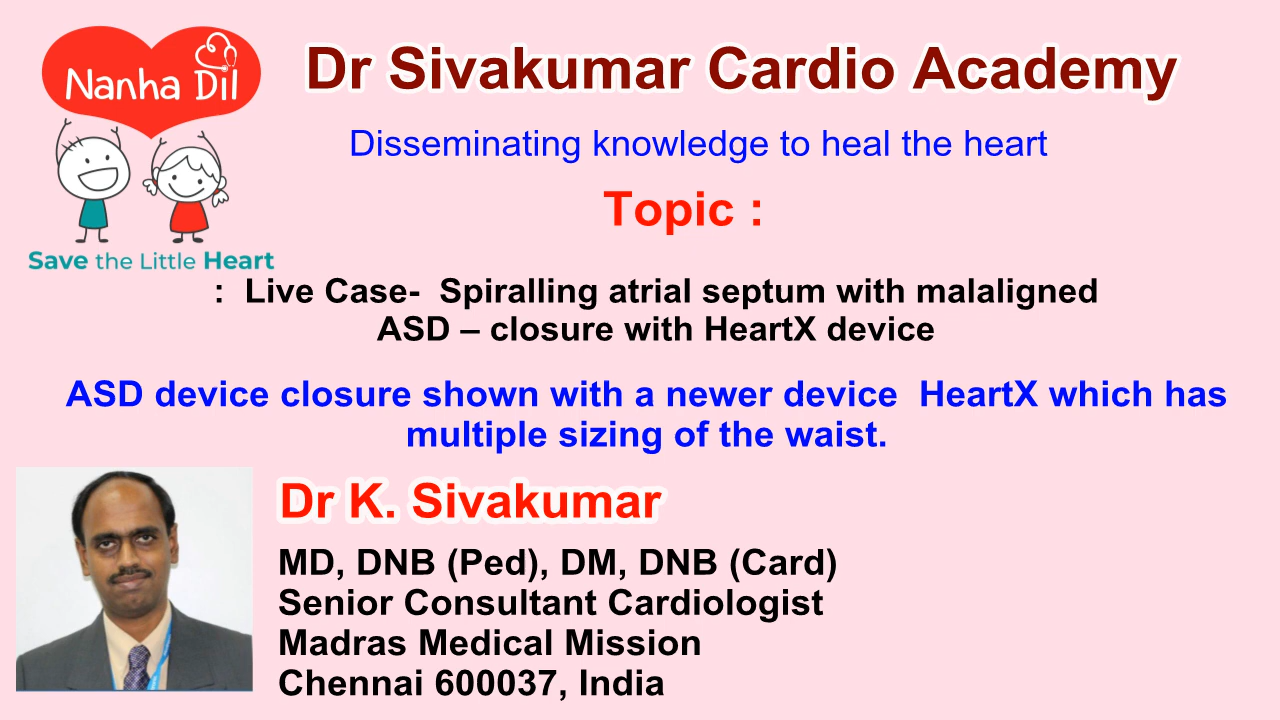 Nanha Dil
Save the Little Heart
Dr Sivakumar Cardio Academy
Disseminating knowledge to heal the heart
Topic :
: Live Case- Spiralling atrial septum with malaligned
ASD – closure with HeartX device
ASD device closure shown with a newer device HeartX which has
multiple sizing of the waist.
Dr K. Sivakumar
MD, DNB (Ped), DM, DNB (Card)
Senior Consultant Cardiologist
Madras Medical Mission
Chennai 600037, India